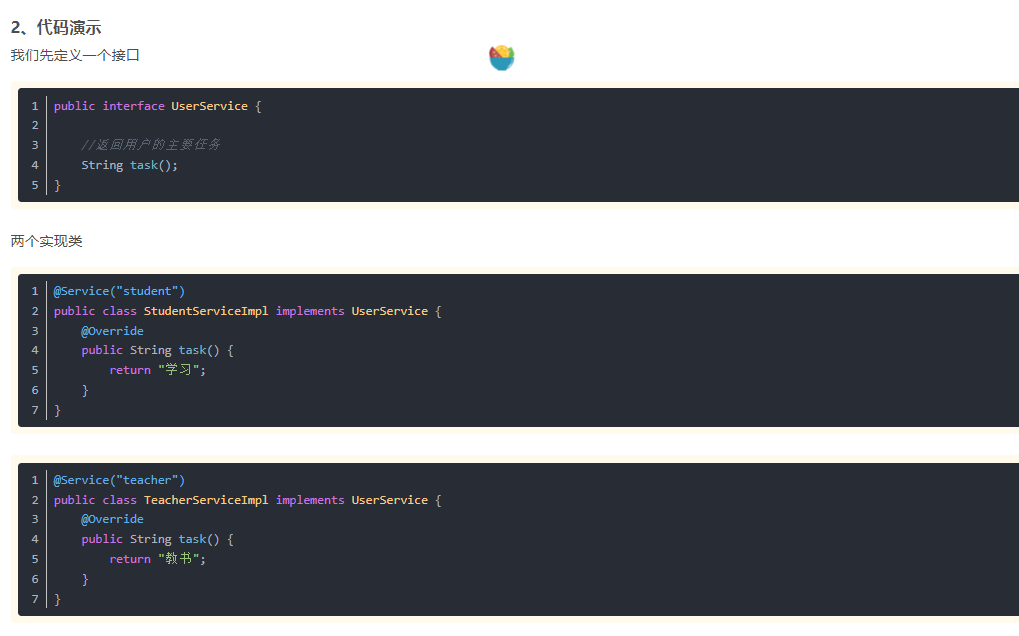 2、代码演示
我们先定义一个接口
1 public interface UserService {
2
3     //返回用户的主要任务
4     String task();
5 }
两个实现类
1 @Service("student")
2 public class StudentServiceImpl implements UserService {
3     @Override
4     public String task() {
5         return "学习";
6     }
7 }
1 @Service("teacher")
2 public class TeacherServiceImpl implements UserService {
3     @Override
4     public String task() {
5         return "教书";
6     }
7 }